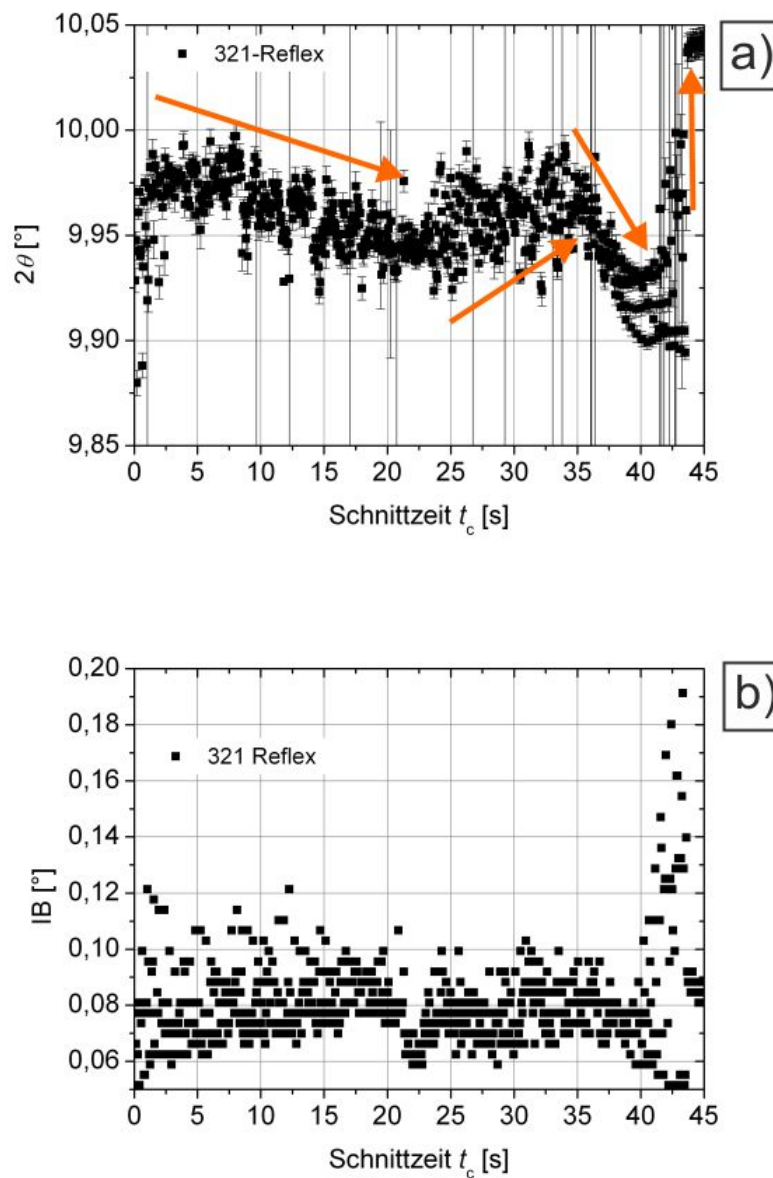 10,05
321-Reflex
a)
10,00
9,95
2θ [°]
9,90
9,85
0 5 10 15 20 25 30 35 40 45
Schnittzeit tc [s]
0,20
b)
0,18
321 Reflex
0,16
0,14
0,12
IB [°]
0,10
0,08
0,06
0 5 10 15 20 25 30 35 40 45
Schnittzeit tc [s]